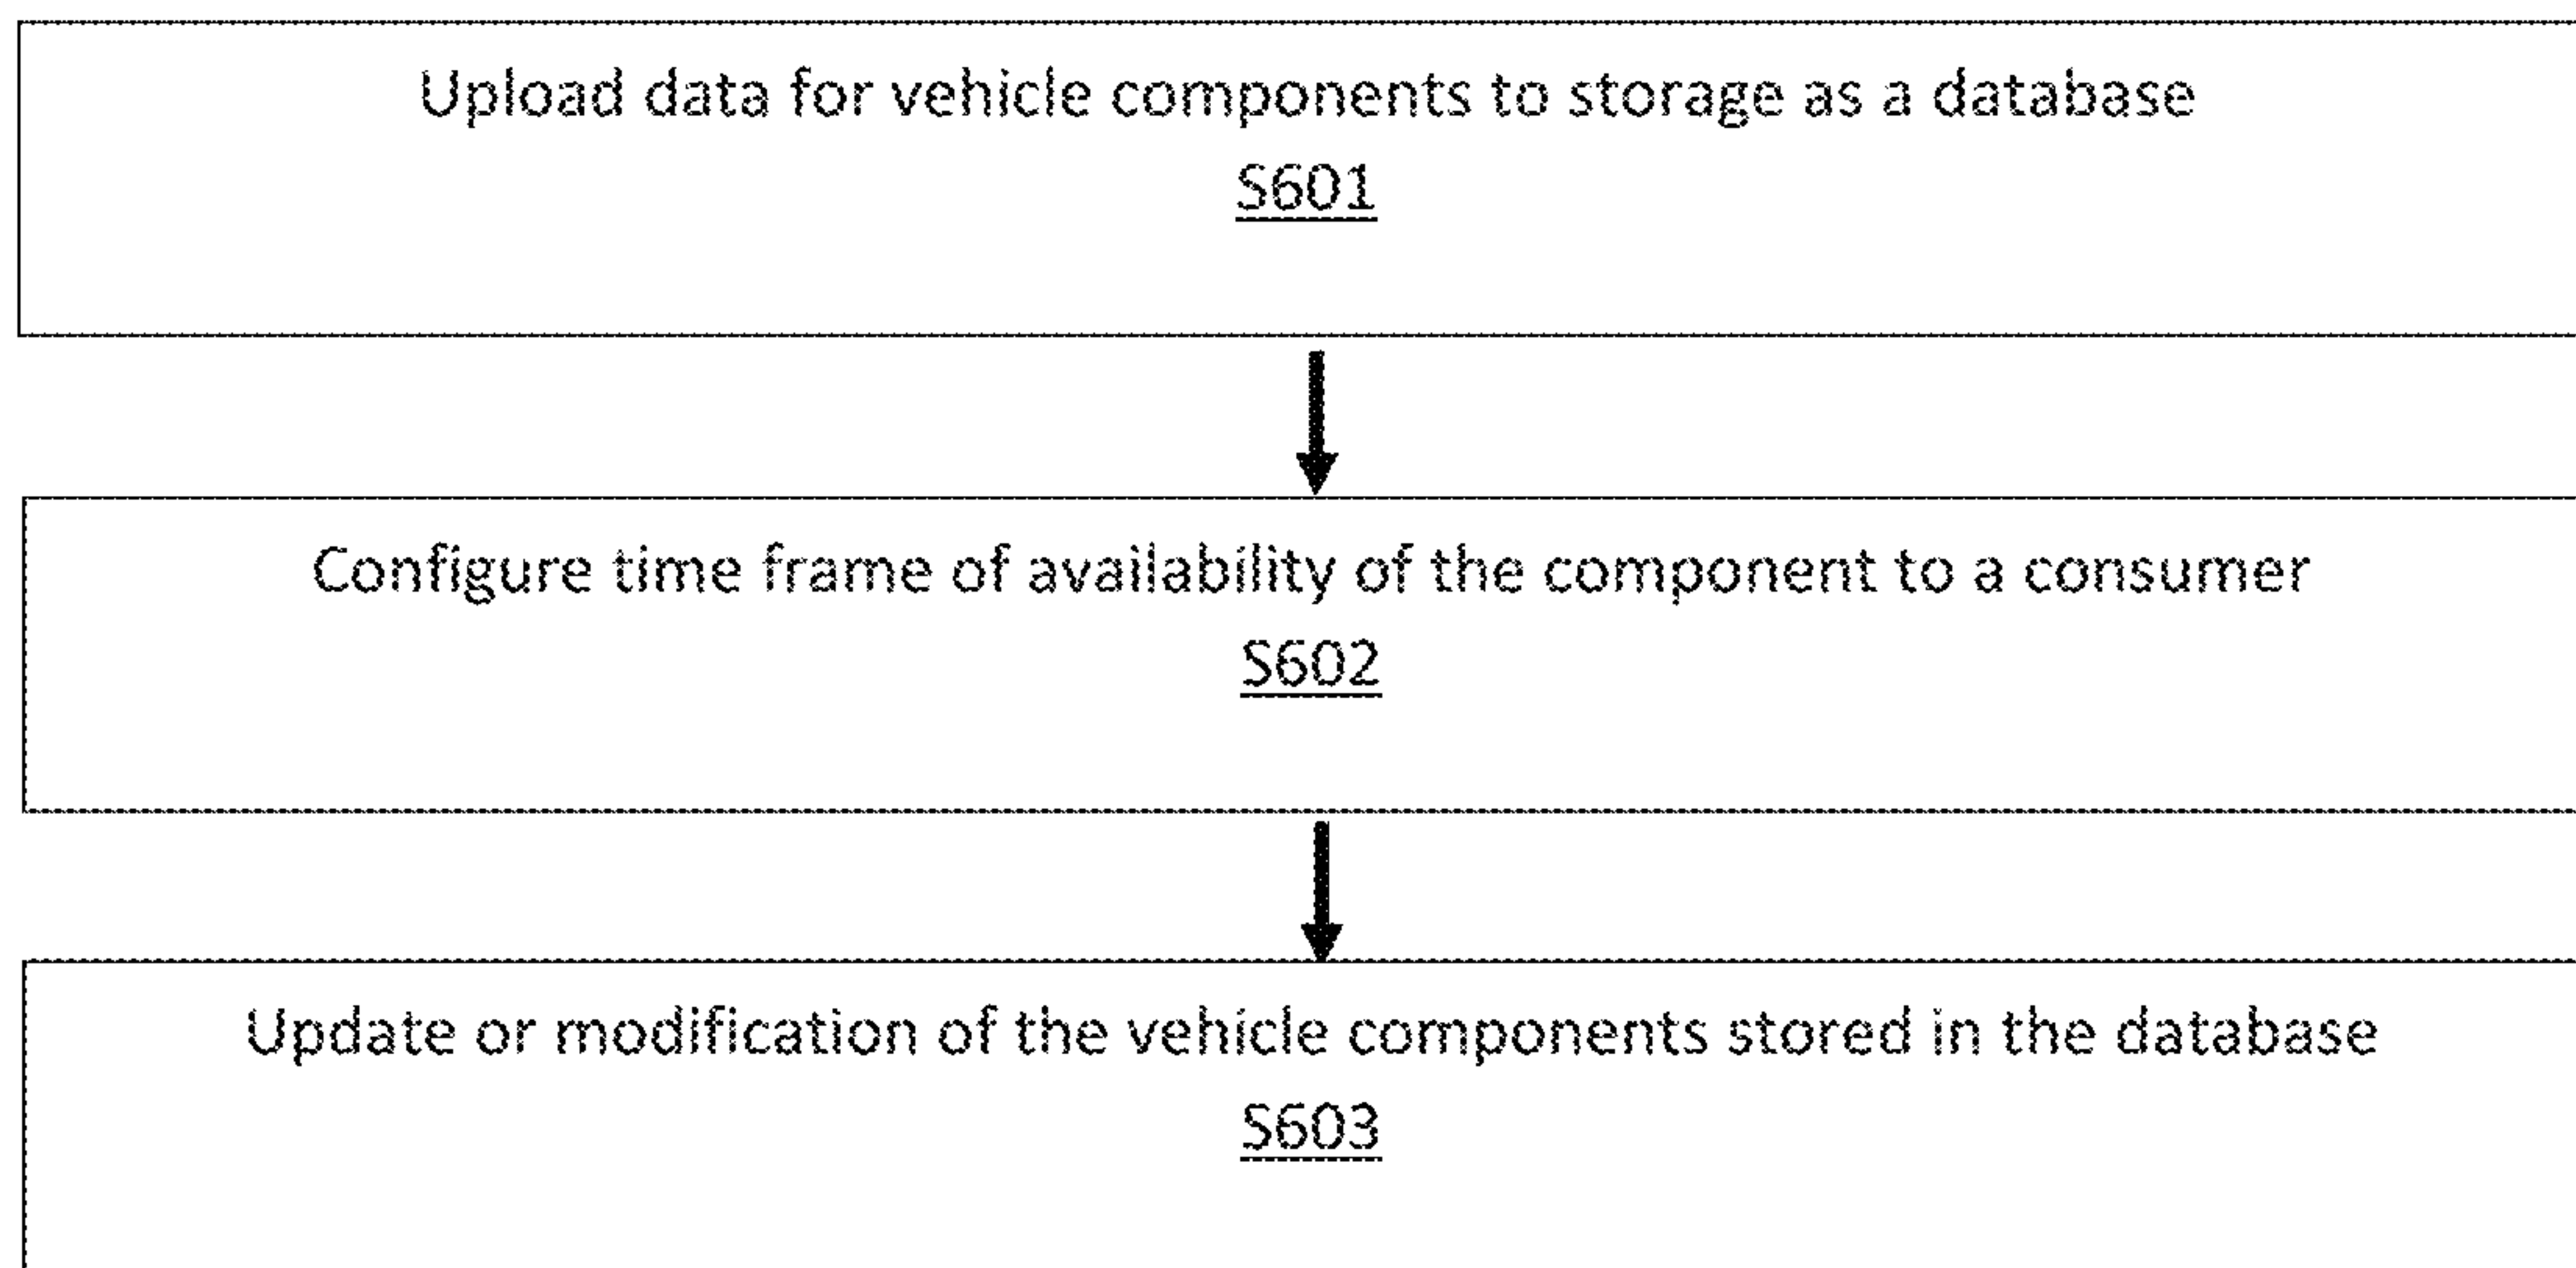 Upload data for vehicle components to storage as a database
S601
Configure time frame of availability of the component to a consumer
S602
Update or modification of the vehicle components stored in the database
S603